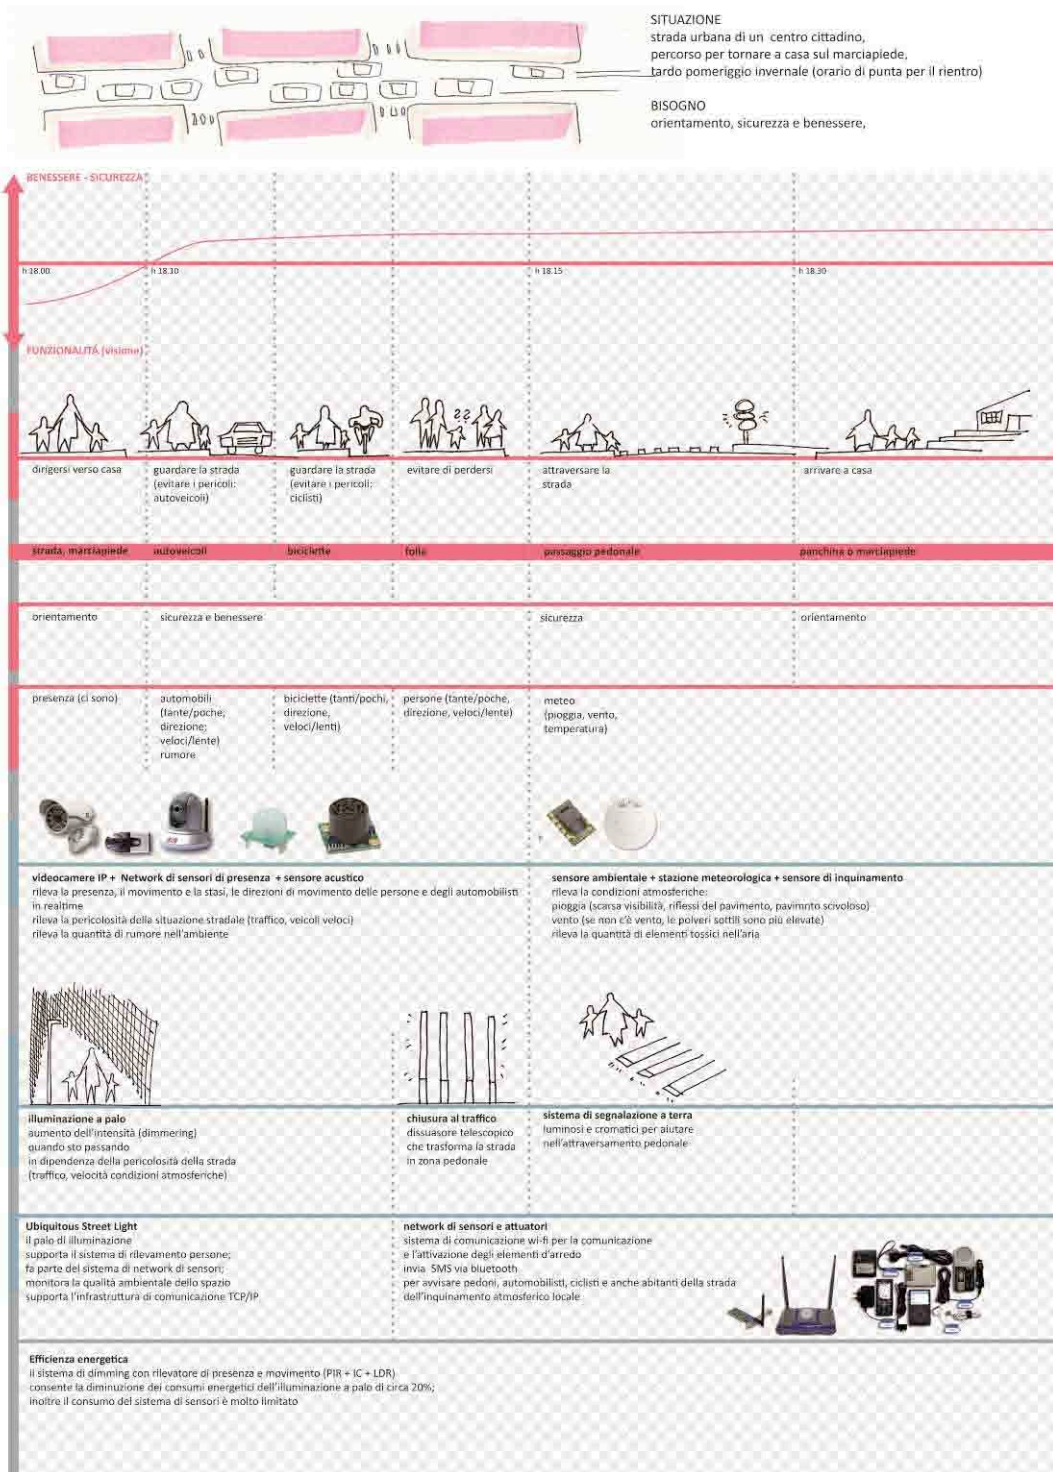 SITUAZIONE
strada urbana di un centro cittadino,
percorso per tornare a casa sul marciapiede,
tardo pomeriggio invernale (orario di punta per il rientro)
BISOGNO
orientamento, sicurezza e benessere,
BENESSERE - SICUREZZA
h 18.00
h 18.10
h 18.15
h 18.30
FUNZIONALITÁ (visione)
dirigersi verso casa
guardare la strada
(evitare i pericoli:
autoveicoli)
guardare la strada
(evitare i pericoli:
ciclisti)
evitare di perdersi
attraversare la
strada
arrivare a casa
strada, marciapiede
autoveicoli
biciclette
folla
passaggio pedonale
panchina o marciapiede
orientamento
sicurezza e benessere
sicurezza
orientamento
presenza (ci sono)
automobili
(tante/poche,
direzione;
veloci/lente)
rumore
biciclette (tanti/pochi,
direzione,
veloci/lenti)
persone (tante/poche,
direzione, veloci/lente)
meteo
(pioggia, vento,
temperatura)
videocamere IP + Network di sensori di presenza + sensore acustico
rileva la presenza, il movimento e la stasi, le direzioni di movimento delle persone e degli automobilisti
in realtime
rileva la pericolosità della situazione stradale (traffico, veicoli veloci)
rileva la quantità di rumore nell'ambiente
sensore ambientale + stazione meteorologica + sensore di inquinamento
rileva la condizioni atmosferiche:
pioggia (scarsa visibilità, riflessi del pavimento, pavimnto scivoloso)
vento (se non c'è vento, le polveri sottili sono più elevate)
rileva la quantità di elementi tossici nell'aria
illuminazione a palo
aumento dell'intensità (dimmering)
quando sto passando
in dipendenza della pericolosità della strada
(traffico, velocità condizioni atmosferiche)
chiusura al traffico
dissuasore telescopico
che trasforma la strada
in zona pedonale
sistema di segnalazione a terra
luminosi e cromatici per aiutare
nell'attraversamento pedonale
Ubiquitous Street Light
il palo di illuminazione
supporta il sistema di rilevamento persone;
fa parte del sistema di network di sensori;
monitora la qualità ambientale dello spazio
supporta l'infrastruttura di comunicazione TCP/IP
network di sensori e attuatori
sistema di comunicazione wi-fi per la comunicazione
e l'attivazione degli elementi d'arredo
invia SMS via bluetooth
per avvisare pedoni, automobilisti, ciclisti e anche abitanti della strada
dell'inquinamento atmosferico locale
Efficienza energetica
il sistema di dimming con rilevatore di presenza e movimento (PIR + IC + LDR)
consente la diminuzione dei consumi energetici dell'illuminazione a palo di circa 20%;
inoltre il consumo del sistema di sensori è molto limitato